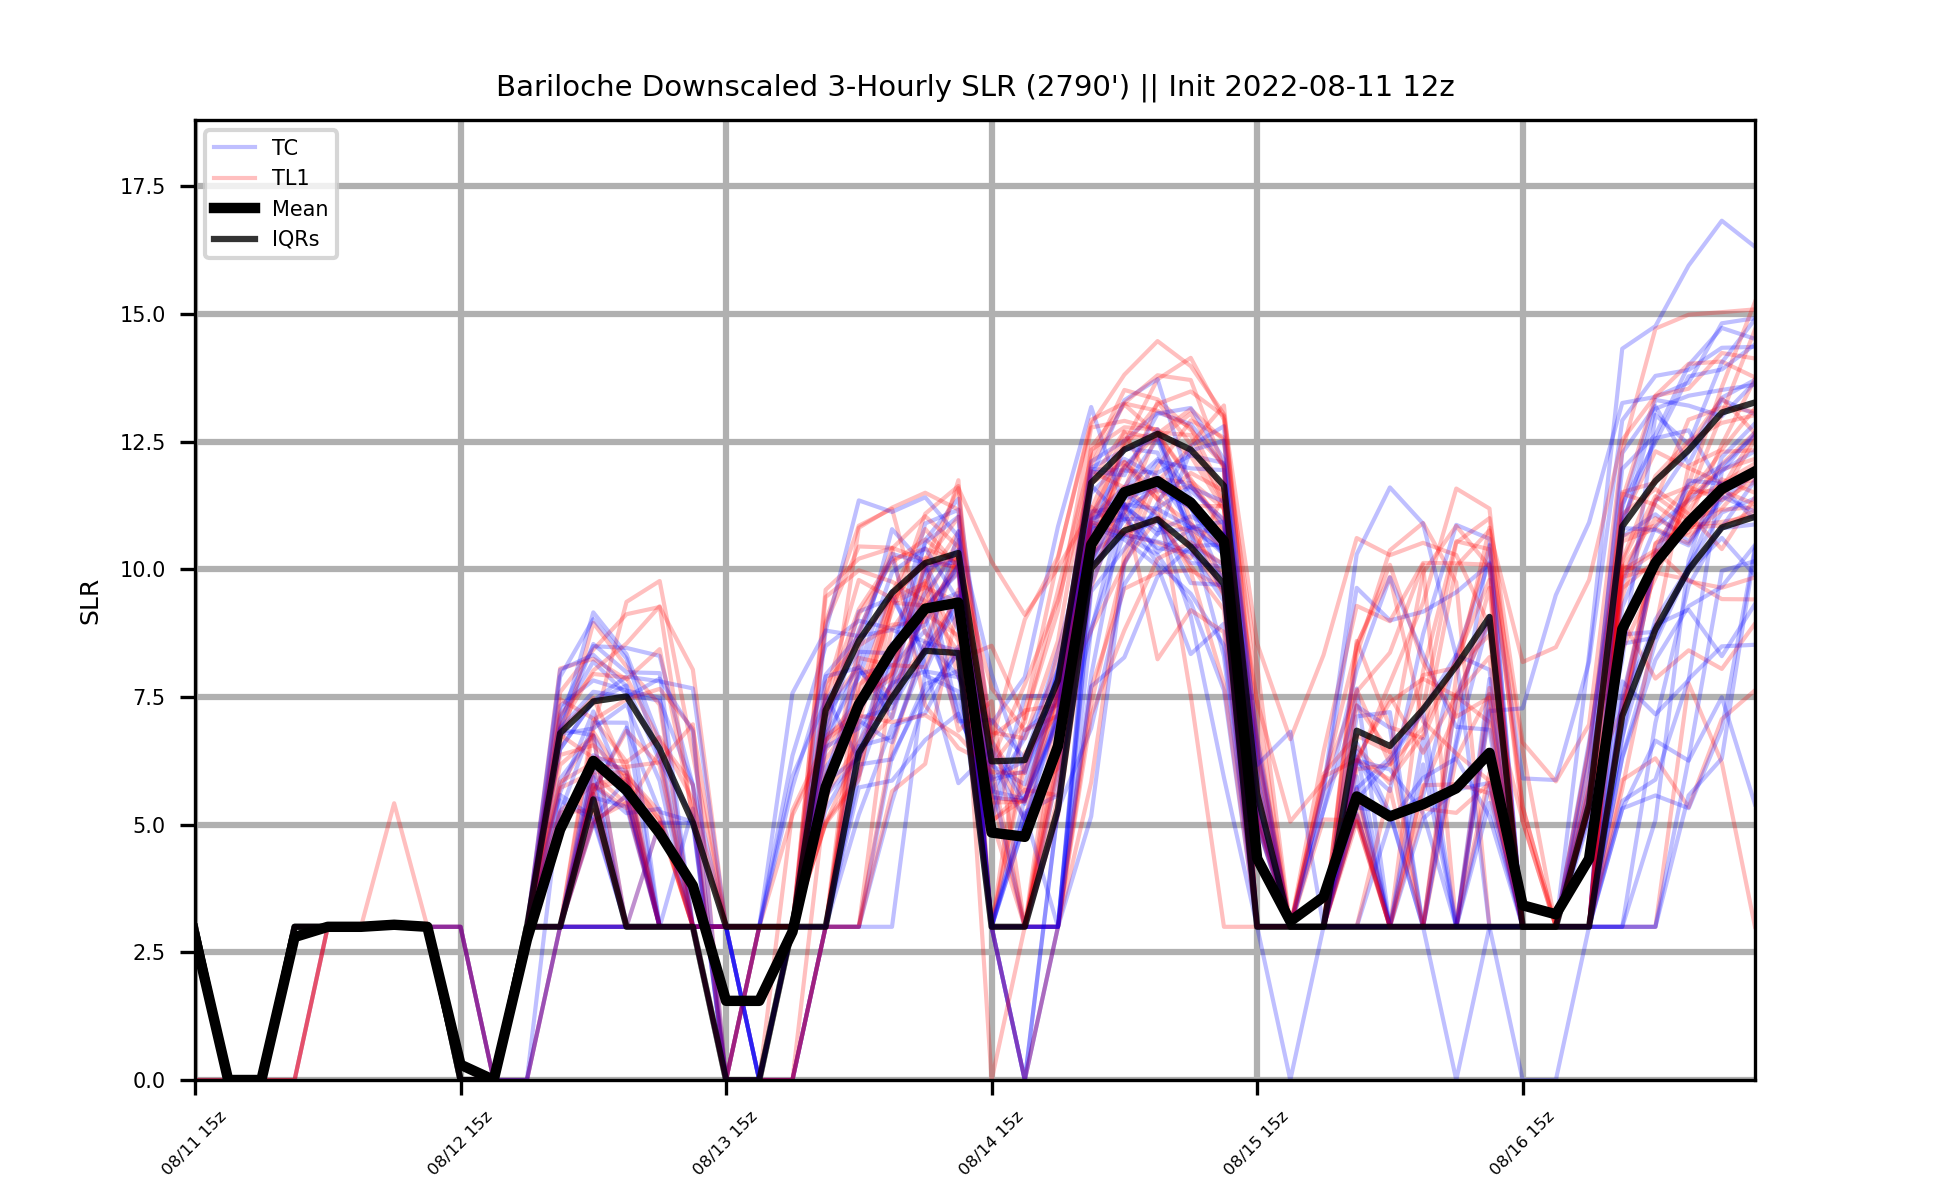 Bariloche Downscaled 3-Hourly SLR (2790') || Init 2022-08-11 12z
TC
TL1
Mean
IQRs
SLR
17.5
15.0
12.5
10.0
7.5
5.0
2.5
0.0
08/11 15z
08/12 15z
08/13 15z
08/14 15z
08/15 15z
08/16 15z